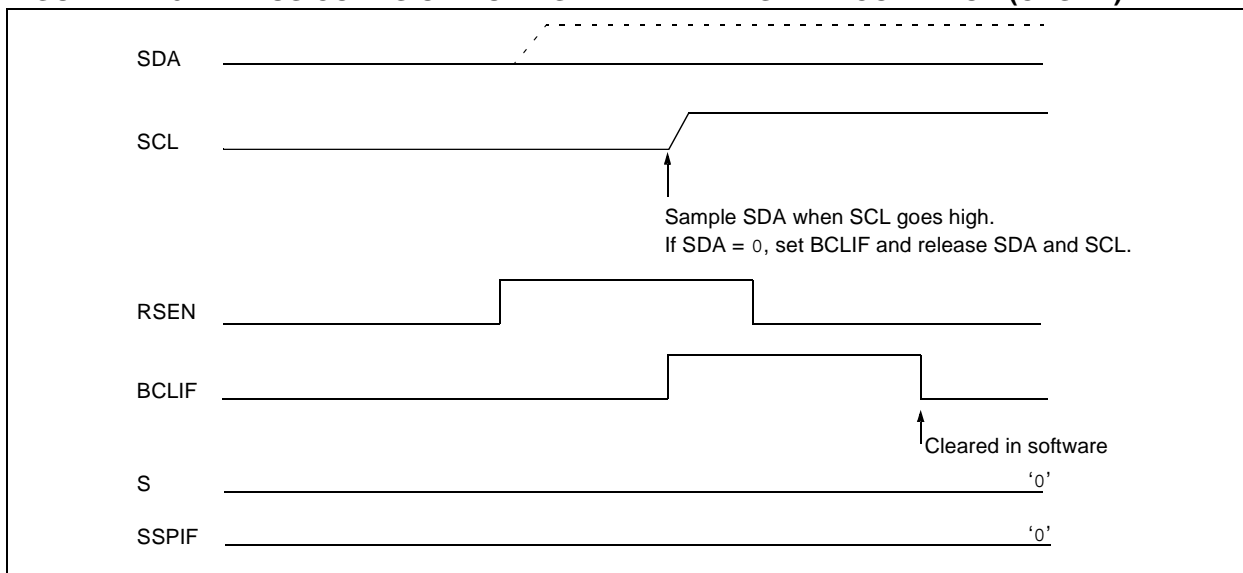 SDA
SCL
Sample SDA when SCL goes high.
If SDA = 0, set BCLIF and release SDA and SCL.
RSEN
BCLIF
Cleared in software
S ‘0’
SSPIF ‘0’